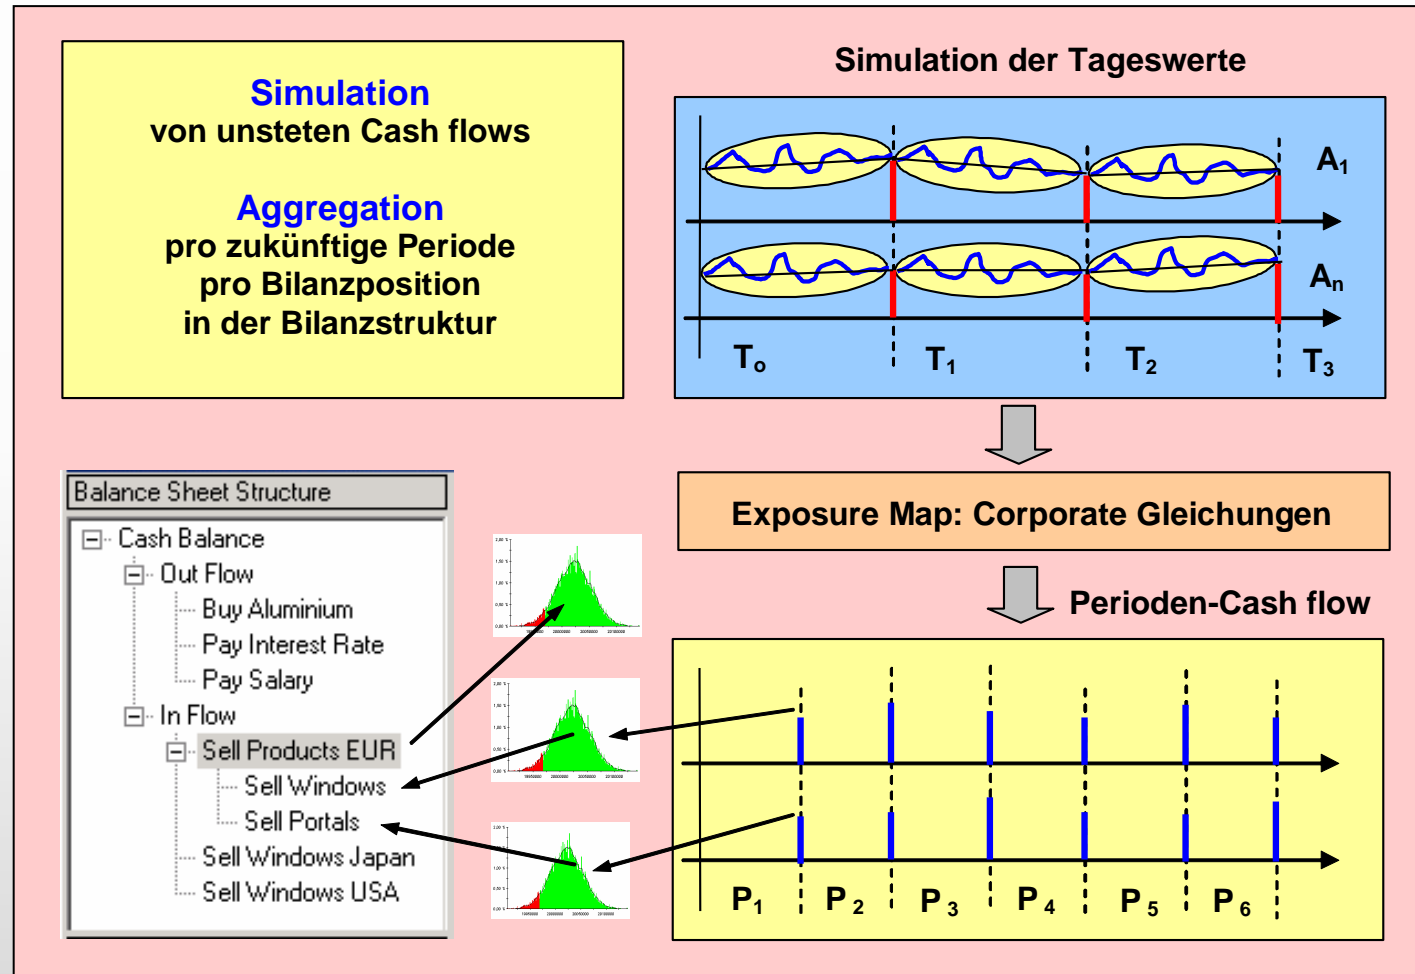 Simulation
von unsteten Cash flows
Aggregation
pro zukünftige Periode
pro Bilanzposition
in der Bilanzstruktur
Simulation der Tageswerte
A1
An
To T1 T2 T3
Exposure Map: Corporate Gleichungen
Perioden-Cash flow
P1 P2 P3 P4 P5 P6
Balance Sheet Structure
Cash Balance
Out Flow
Buy Aluminium
Pay Interest Rate
Pay Salary
In Flow
Sell Products EUR
Sell Windows
Sell Portals
Sell Windows Japan
Sell Windows USA